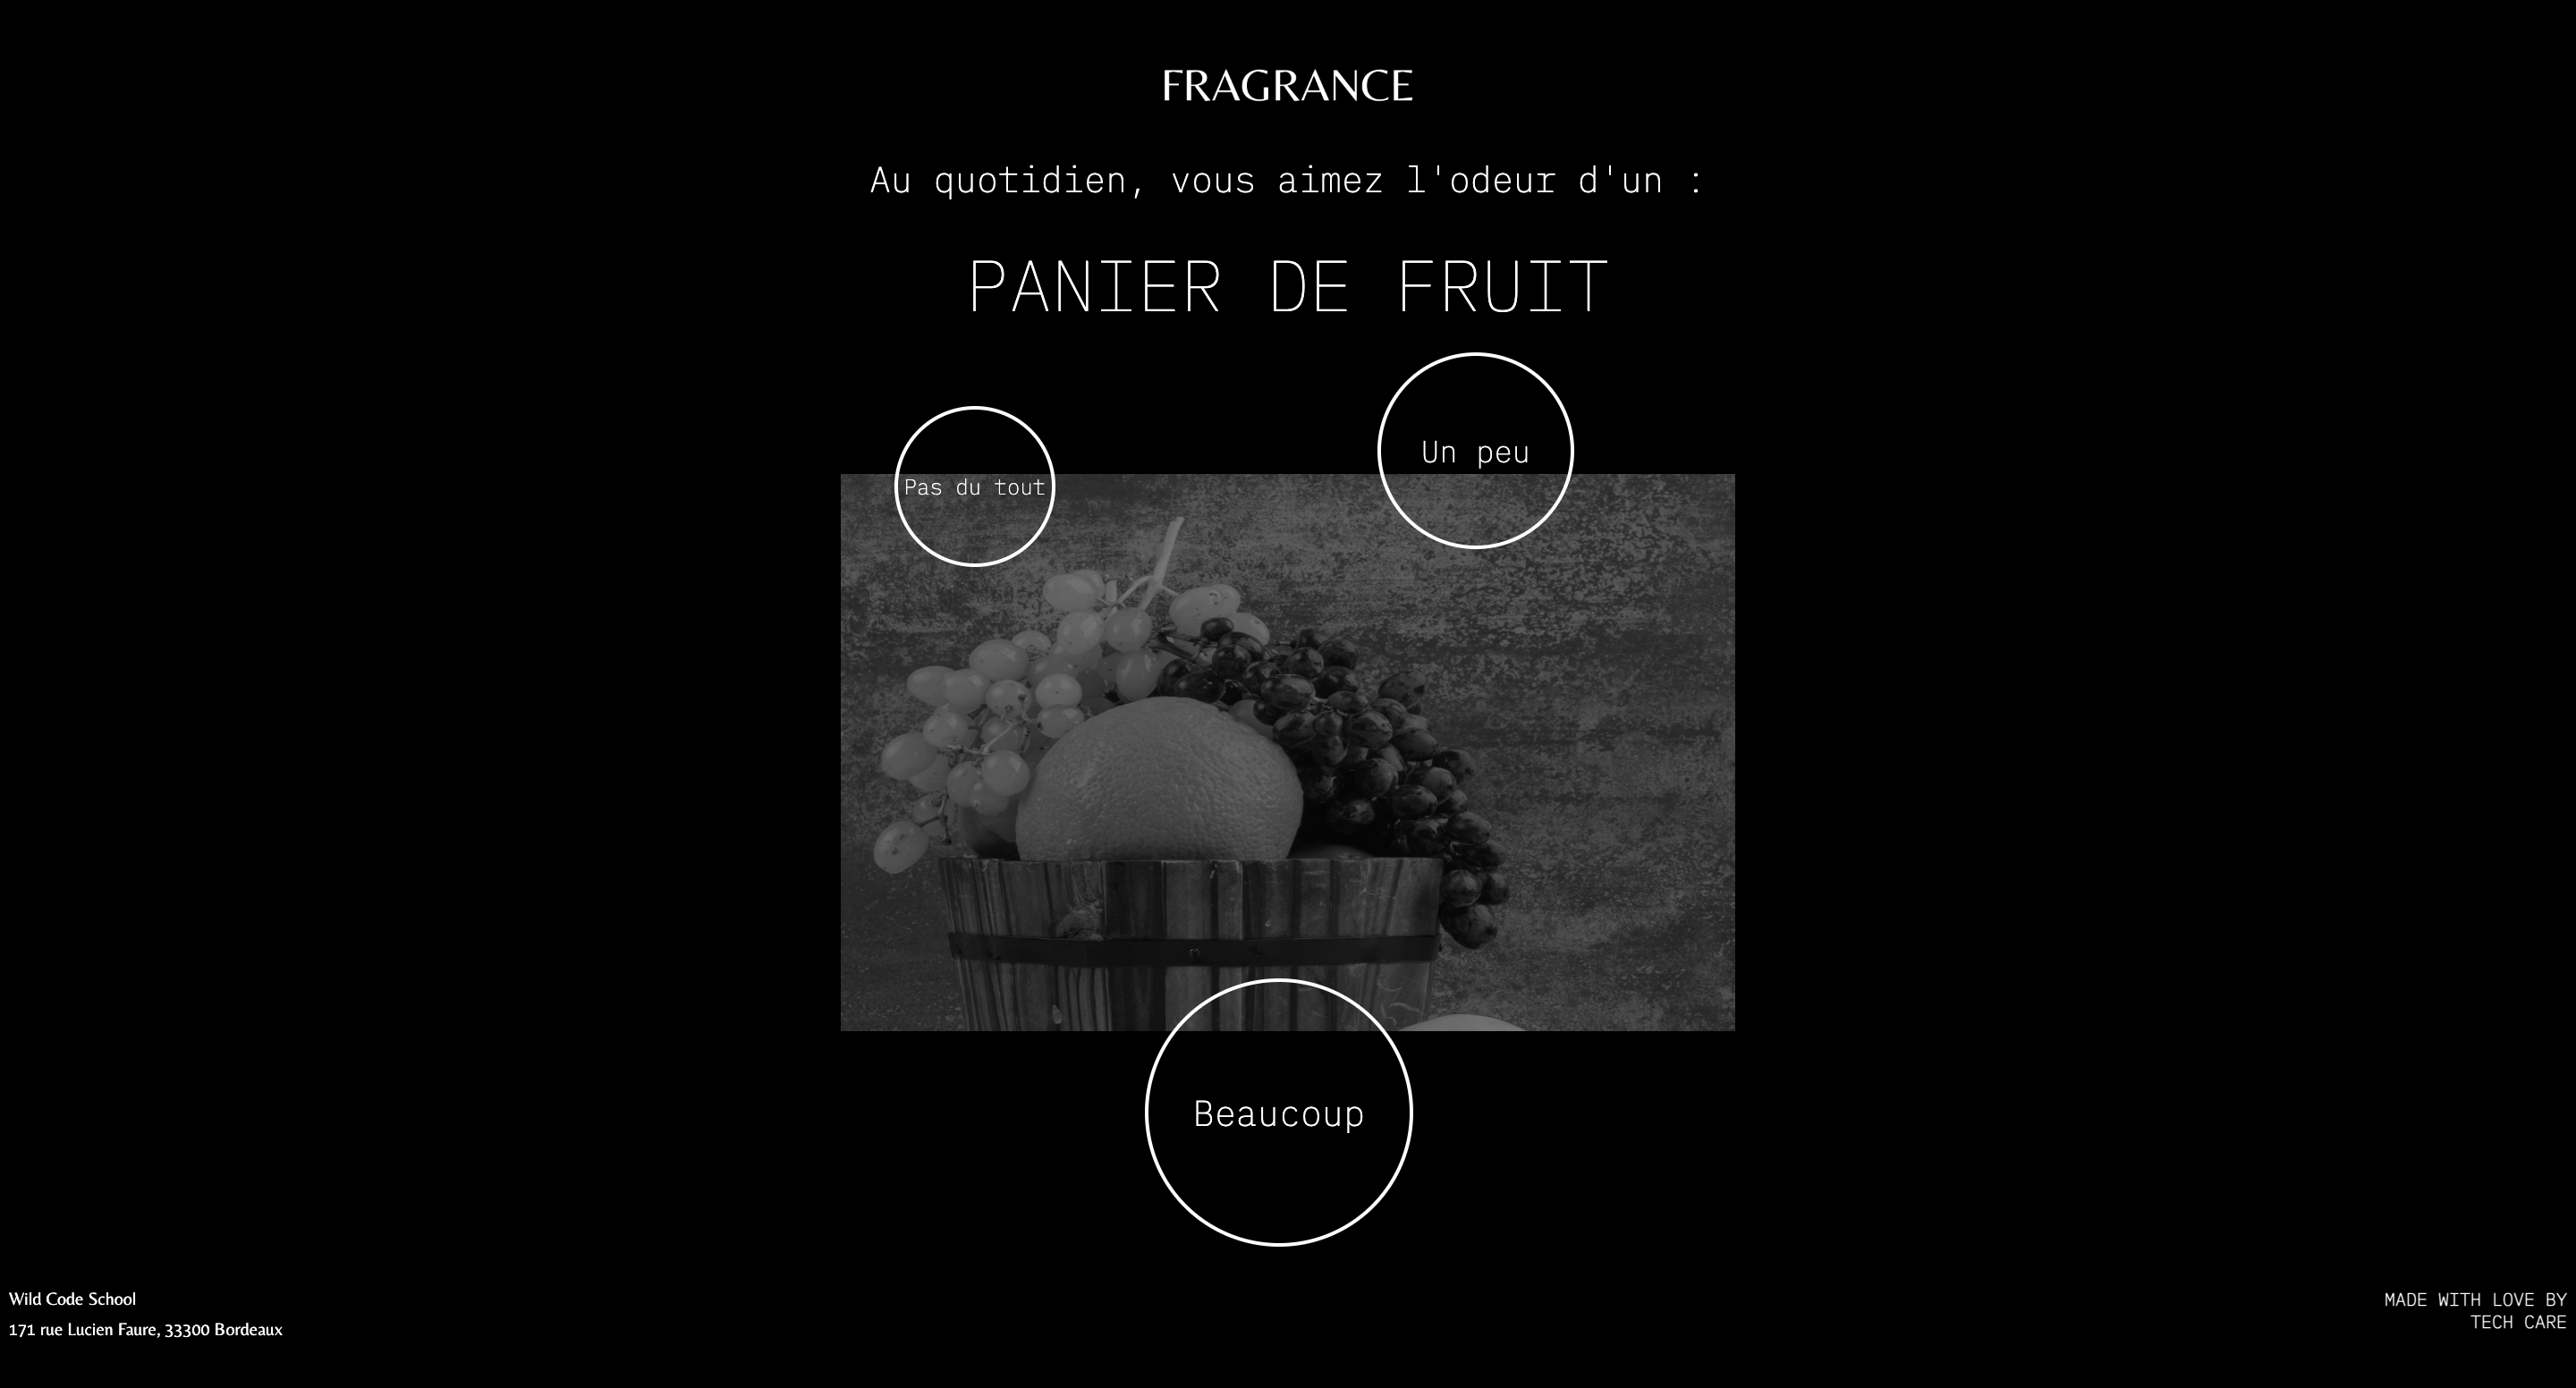 FRAGRANCE
Au quotidien, vous aimez l'odeur d'un :
PANIER DE FRUIT
Un peu
Pas du tout
Beaucoup
Wild Code School
171 rue Lucien Faure, 33300 Bordeaux
MADE WITH LOVE BY
TECH CARE